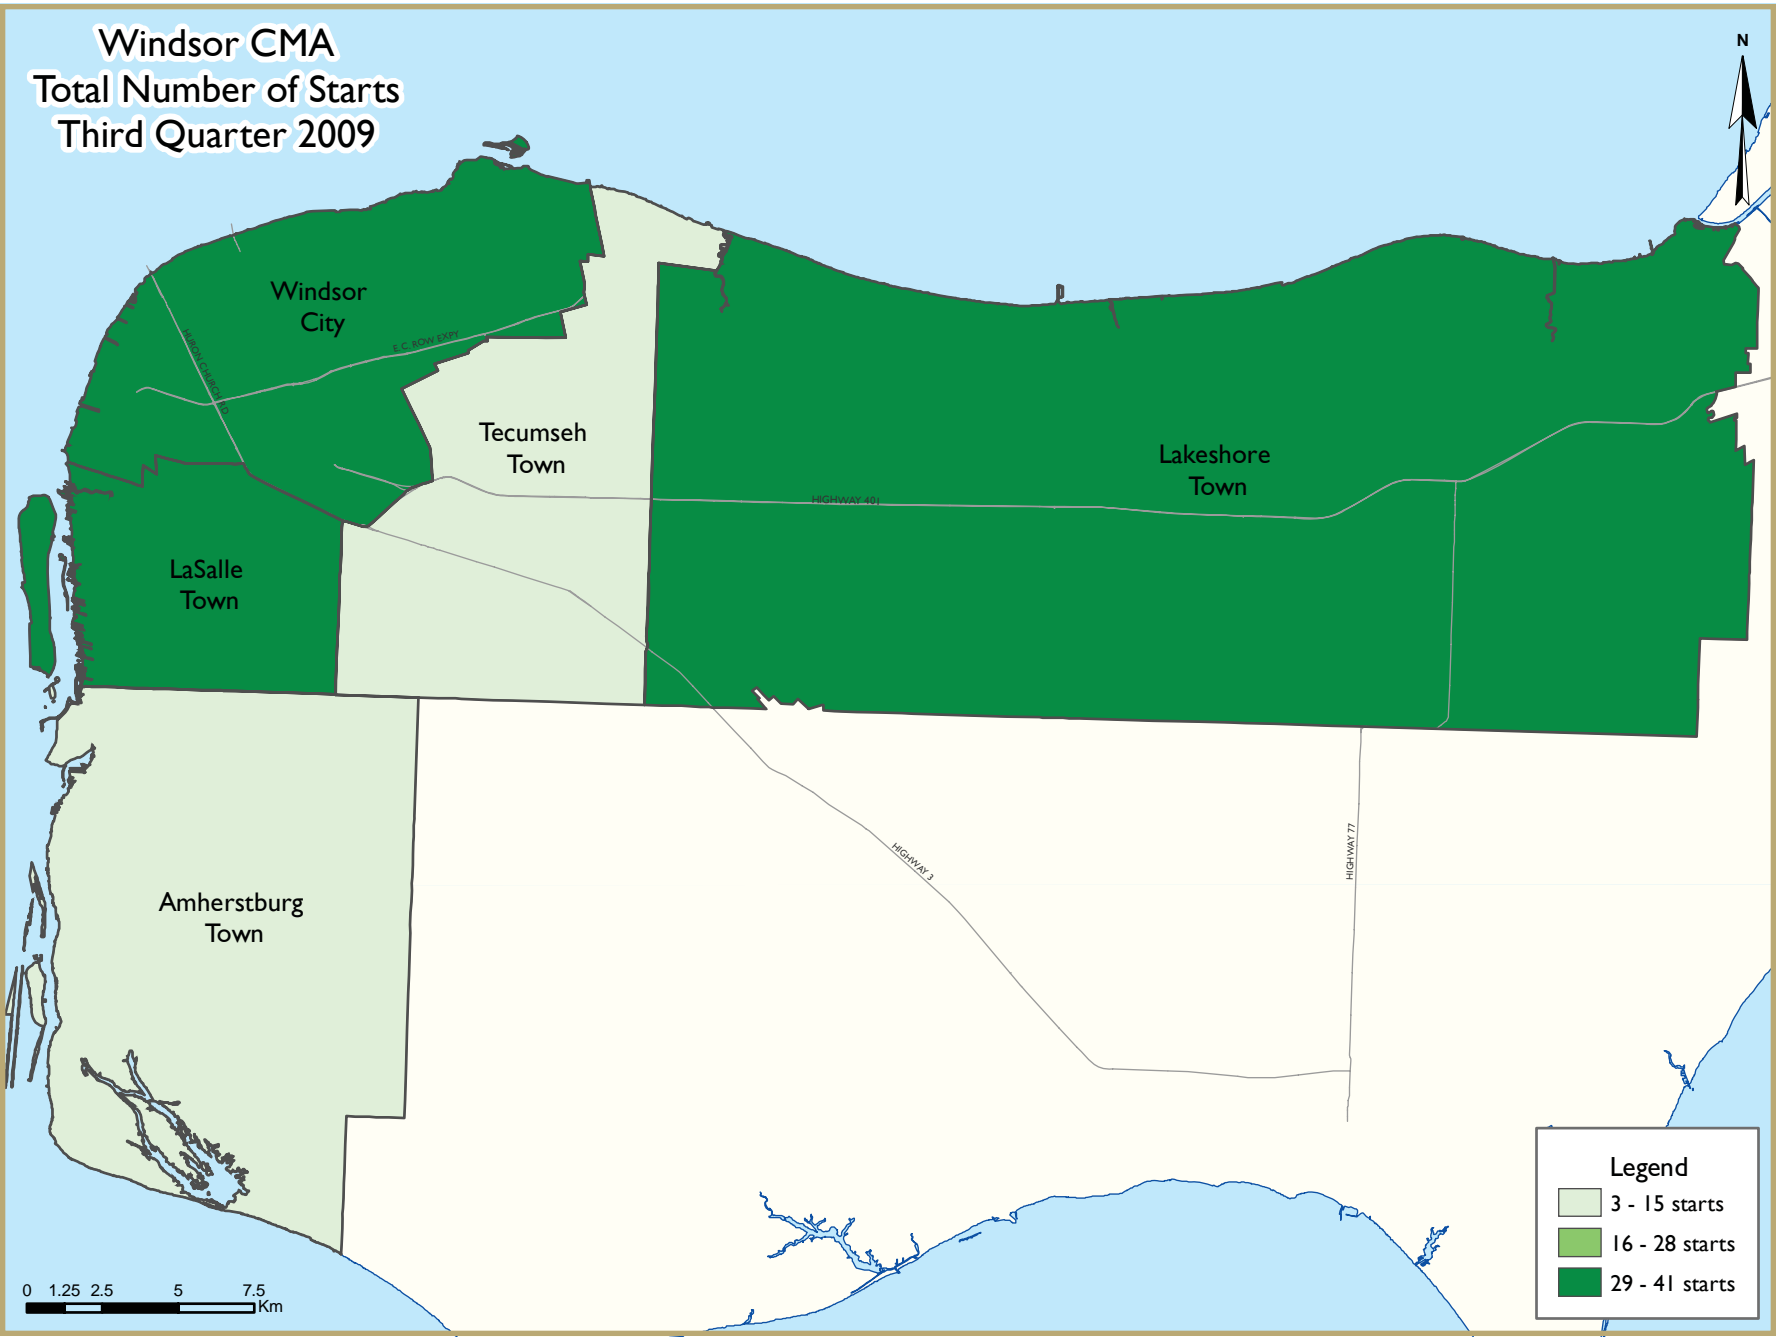 Windsor CMA
Total Number of Starts
Third Quarter 2009
N
Windsor
City
E.C. ROW EXPY
HURON CHURCH RD
Tecumseh
Town
Lakeshore
Town
HIGHWAY 401
LaSalle
Town
HIGHWAY 3
HIGHWAY 77
Amherstburg
Town
Legend
3 - 15 starts
16 - 28 starts
29 - 41 starts
0 1.25 2.5 5 7.5
Km